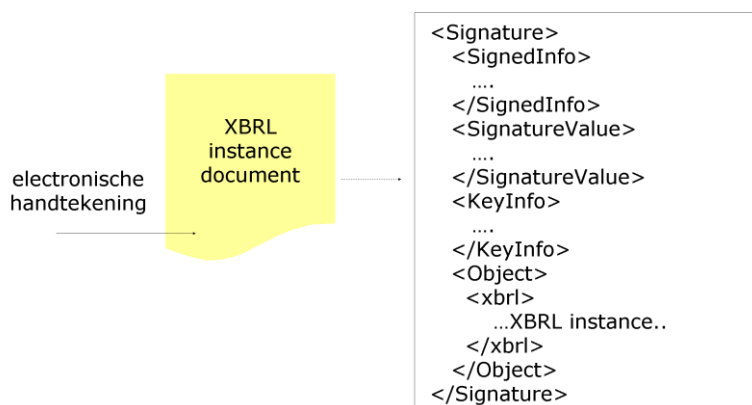 electronische
handtekening
XBRL
instance
document
<Signature>
<SignedInfo>
….
</SignedInfo>
<SignatureValue>
….
</SignatureValue>
<KeyInfo>
….
</KeyInfo>
<Object>
<xbrl>
…XBRL instance..
</xbrl>
</Object>
</Signature>